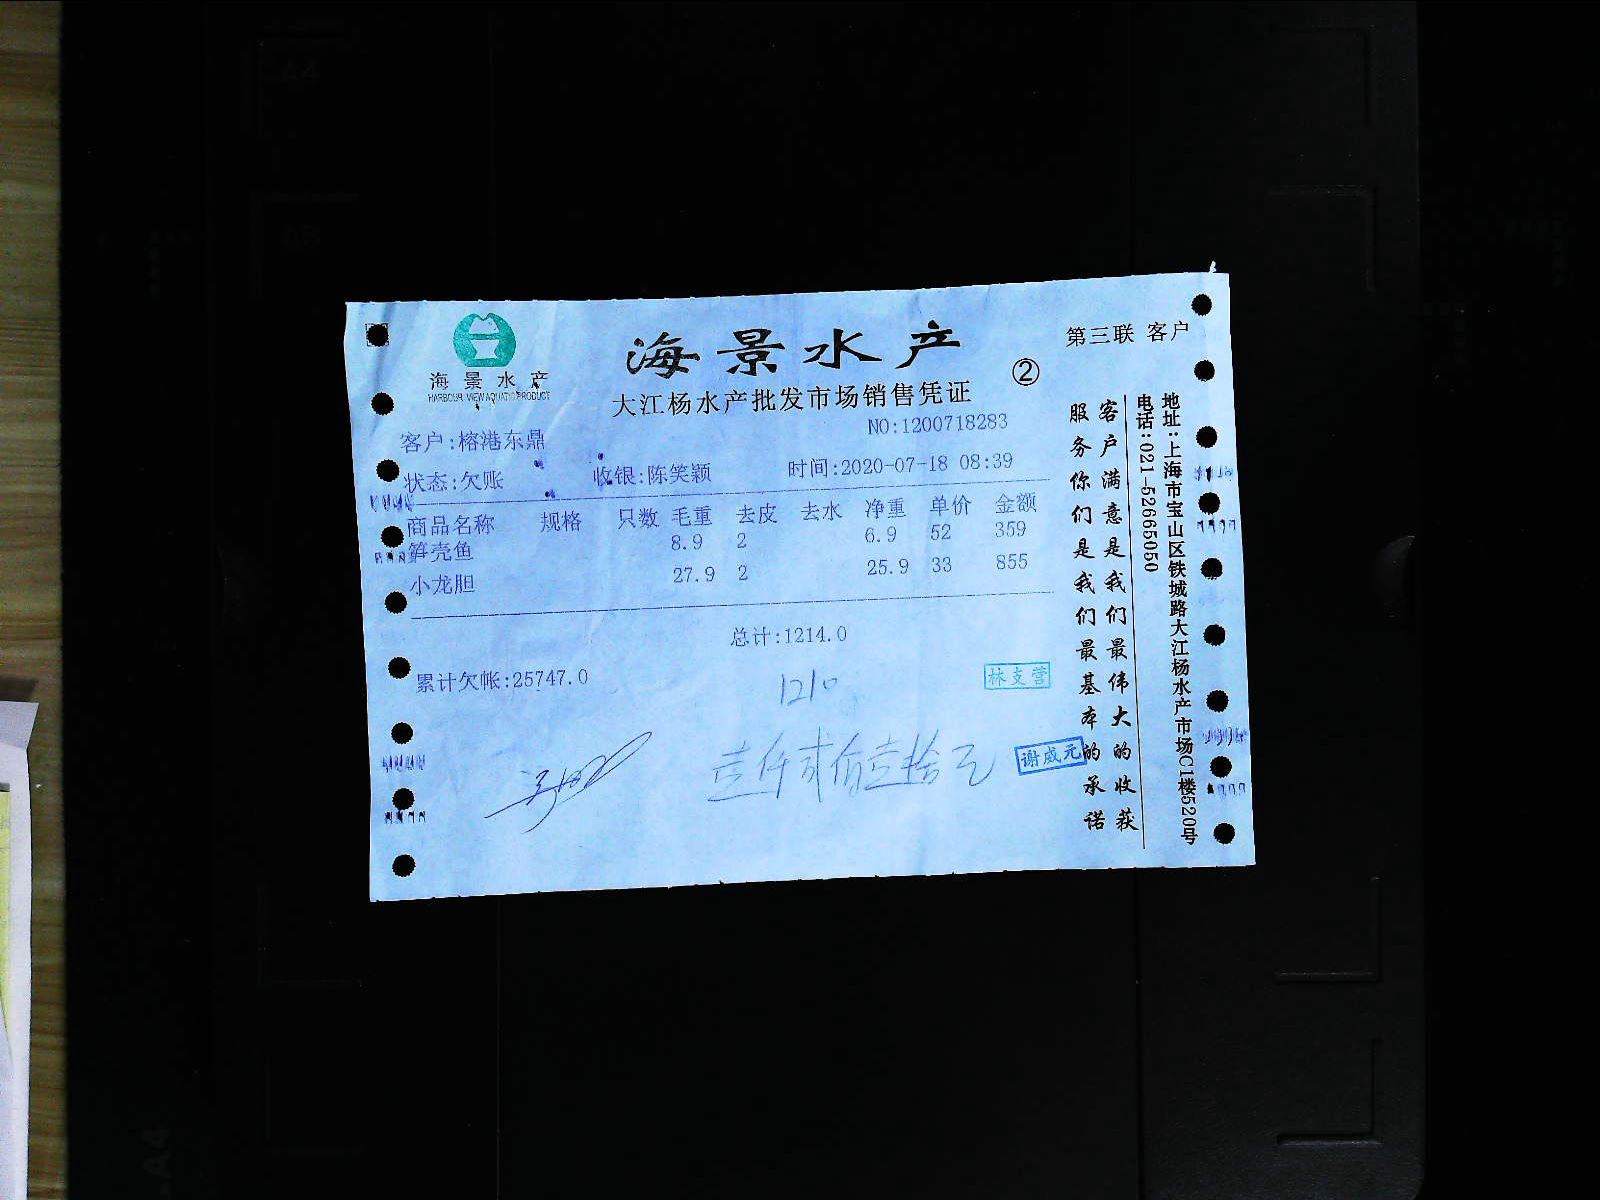 海景水产
HARBOUR VIEW AQUATIC PRODUCT
海景水产
大江杨水产批发市场销售凭证
②
第三联 客户
NO:1200718283
客户:榕港东鼎
状态:欠账 收银:陈笑颖 时间:2020-07-18 08:39
商品名称 规格 只数 毛重 去皮 去水 净重 单价 金额
笋壳鱼 8.9 2 6.9 52 359
小龙胆 27.9 2 25.9 33 855
总计:1214.0
累计欠帐:25747.0
1210
林支营
壹仟贰佰壹拾元
谢成元
客户满意是我们最伟大的收获
服务你们是我们最基本的承诺
地址:上海市宝山区铁城路大江杨水产市场C1楼520号
电话:021-52665050